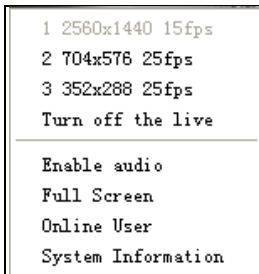 1 2560x1440 15fps
2 704x576 25fps
3 352x288 25fps
Turn off the live
Enable audio
Full Screen
Online User
System Information